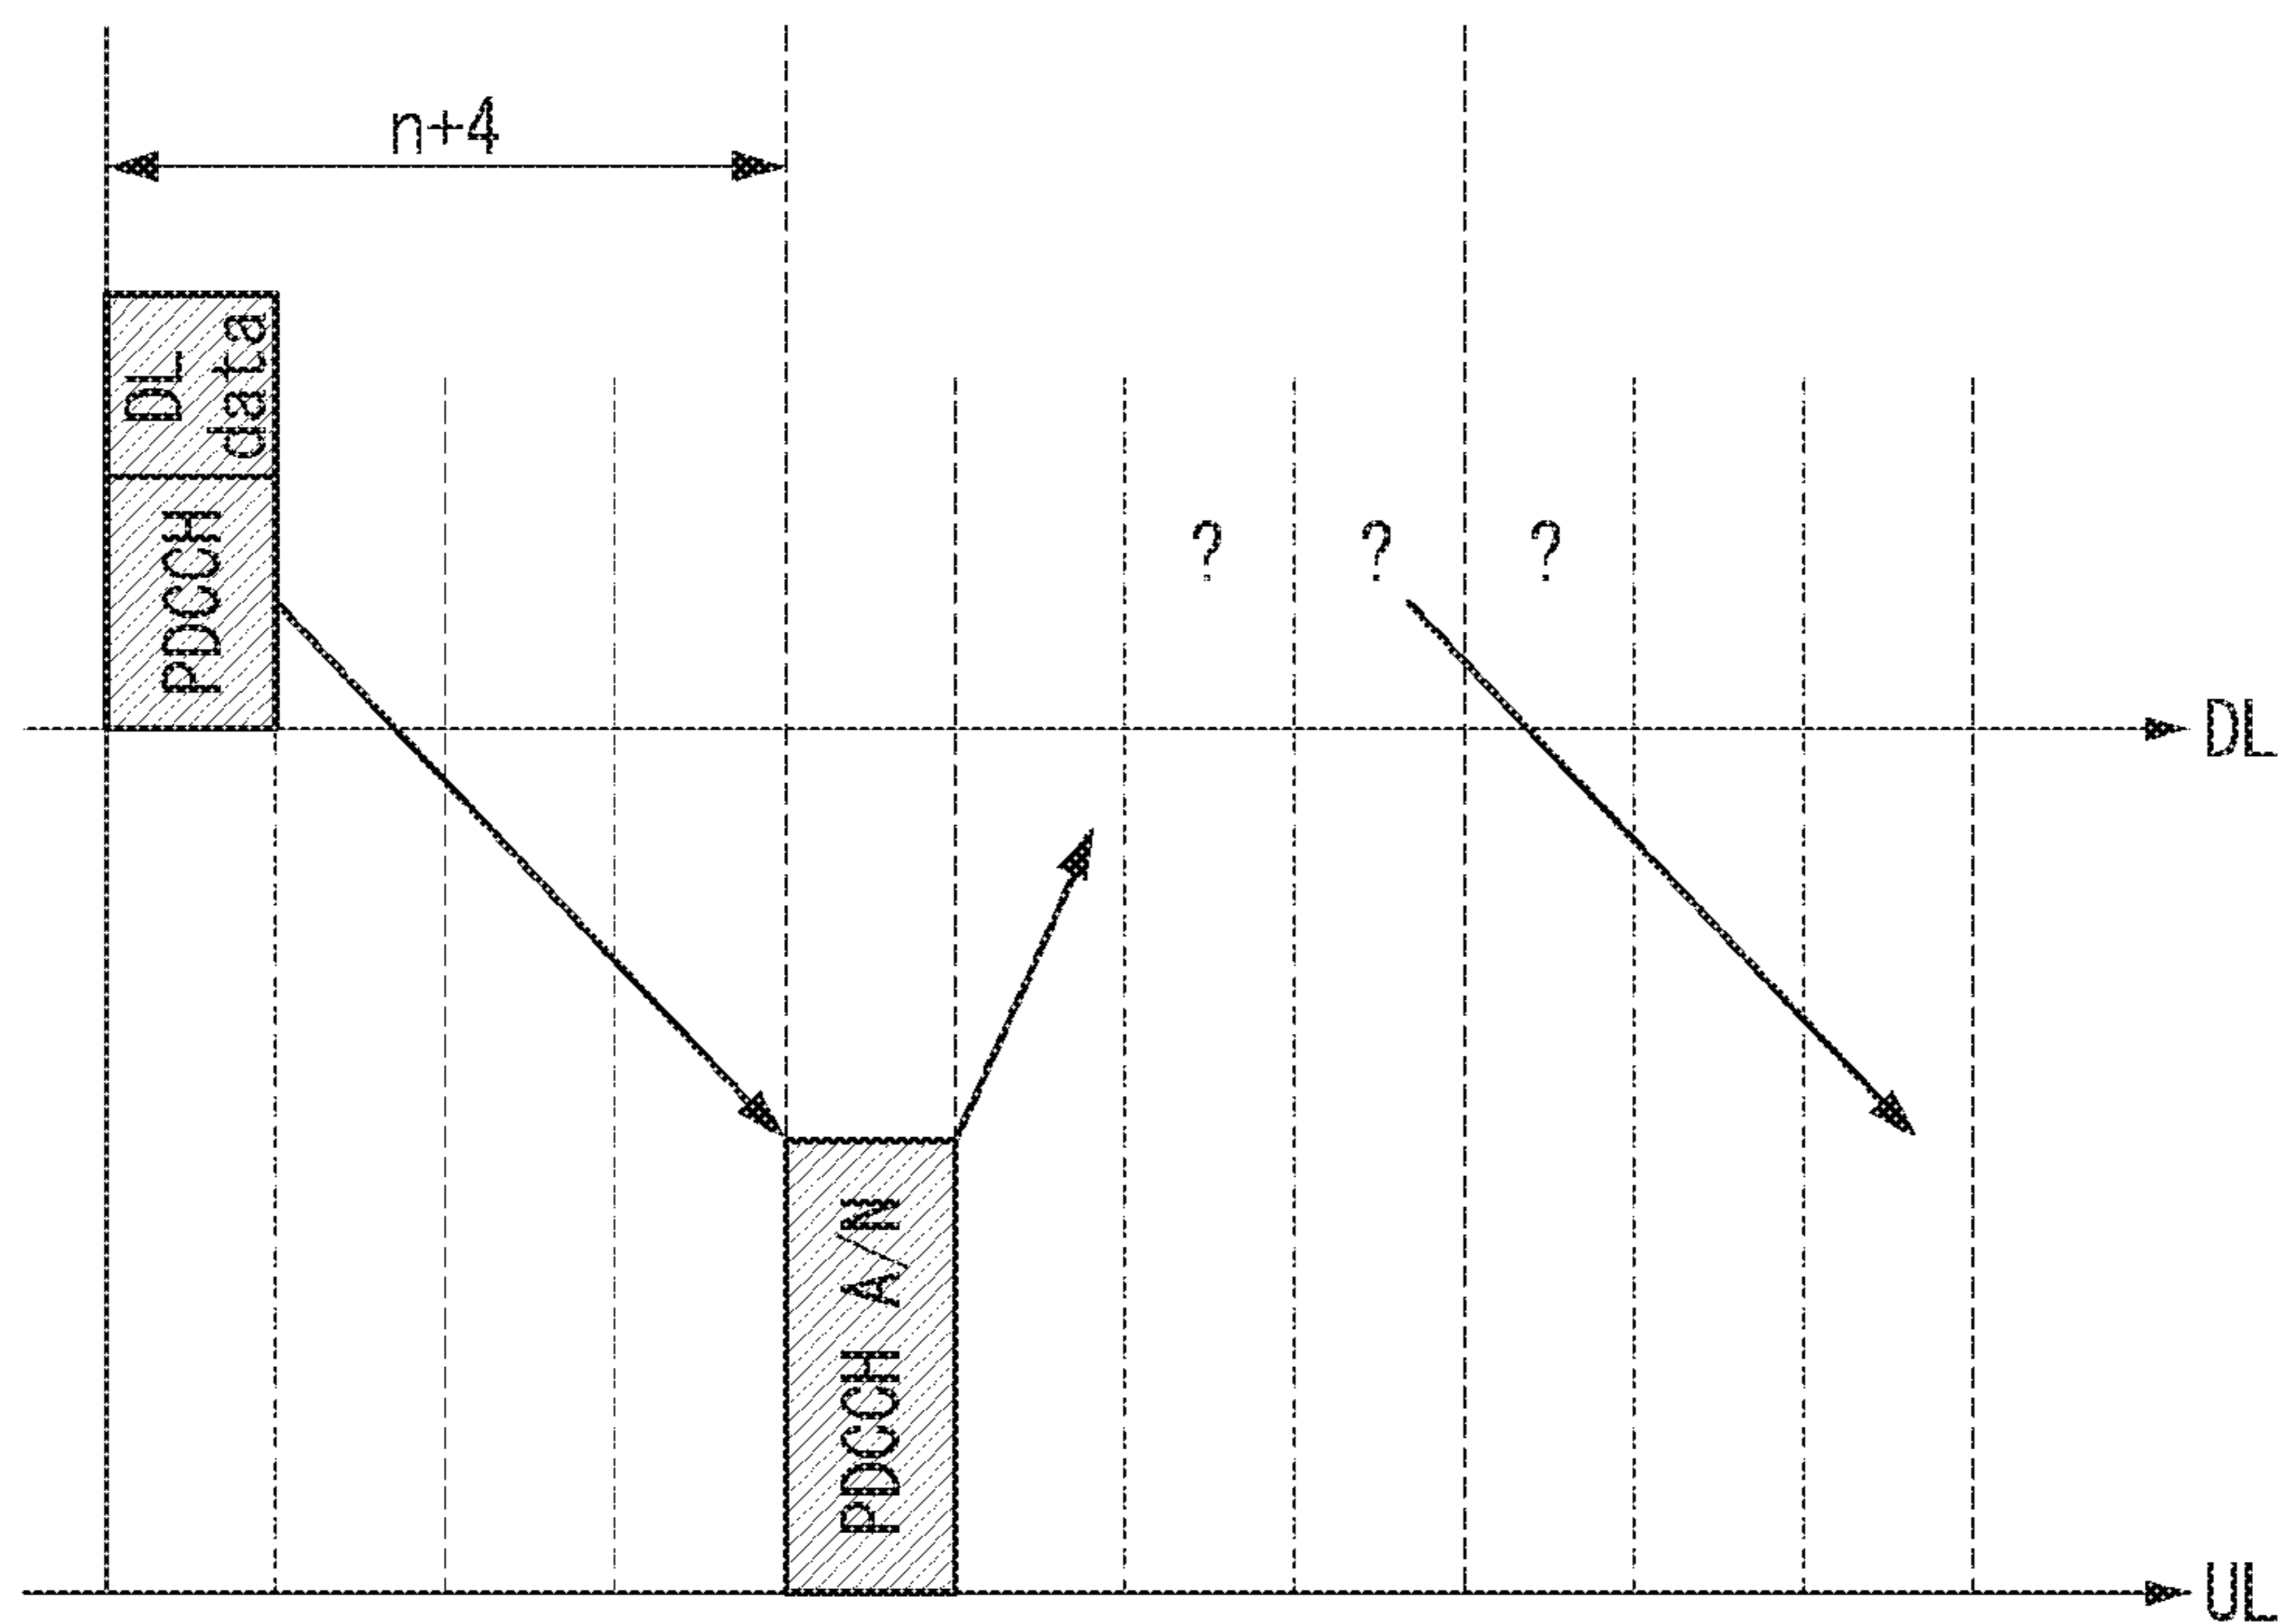 n+4
DL
data
PDCCH
? ? ?
DL
PDCCH A/N
UL